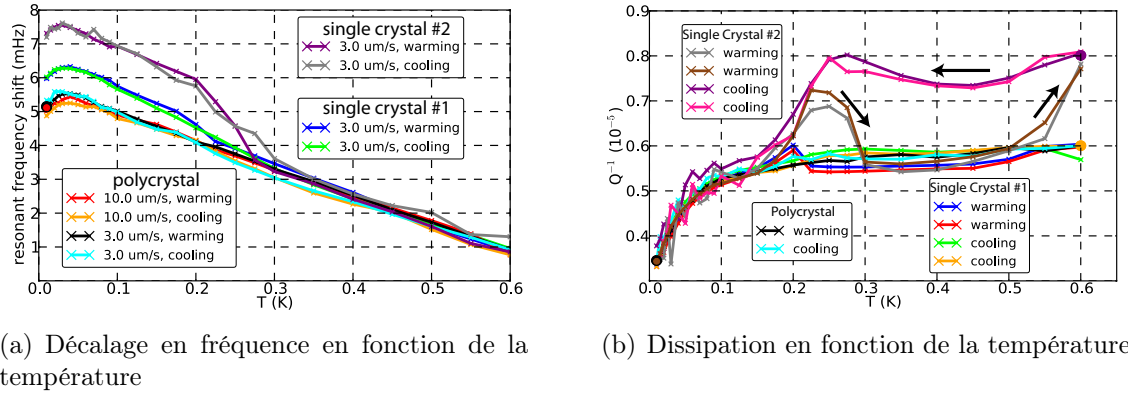 resonant frequency shift (mHz)
8
7
6
5
4
3
2
1
0.0 0.1 0.2 0.3 0.4 0.5 0.6
T (K)
single crystal #2
3.0 um/s, warming
3.0 um/s, cooling
single crystal #1
3.0 um/s, warming
3.0 um/s, cooling
polycrystal
10.0 um/s, warming
10.0 um/s, cooling
3.0 um/s, warming
3.0 um/s, cooling
(a) Décalage en fréquence en fonction de la
température
Q⁻¹ (10⁻⁵)
0.9
0.8
0.7
0.6
0.5
0.4
0.0 0.1 0.2 0.3 0.4 0.5 0.6
T (K)
Single Crystal #2
warming
warming
cooling
cooling
Polycrystal
warming
cooling
Single Crystal #1
warming
warming
cooling
cooling
(b) Dissipation en fonction de la température